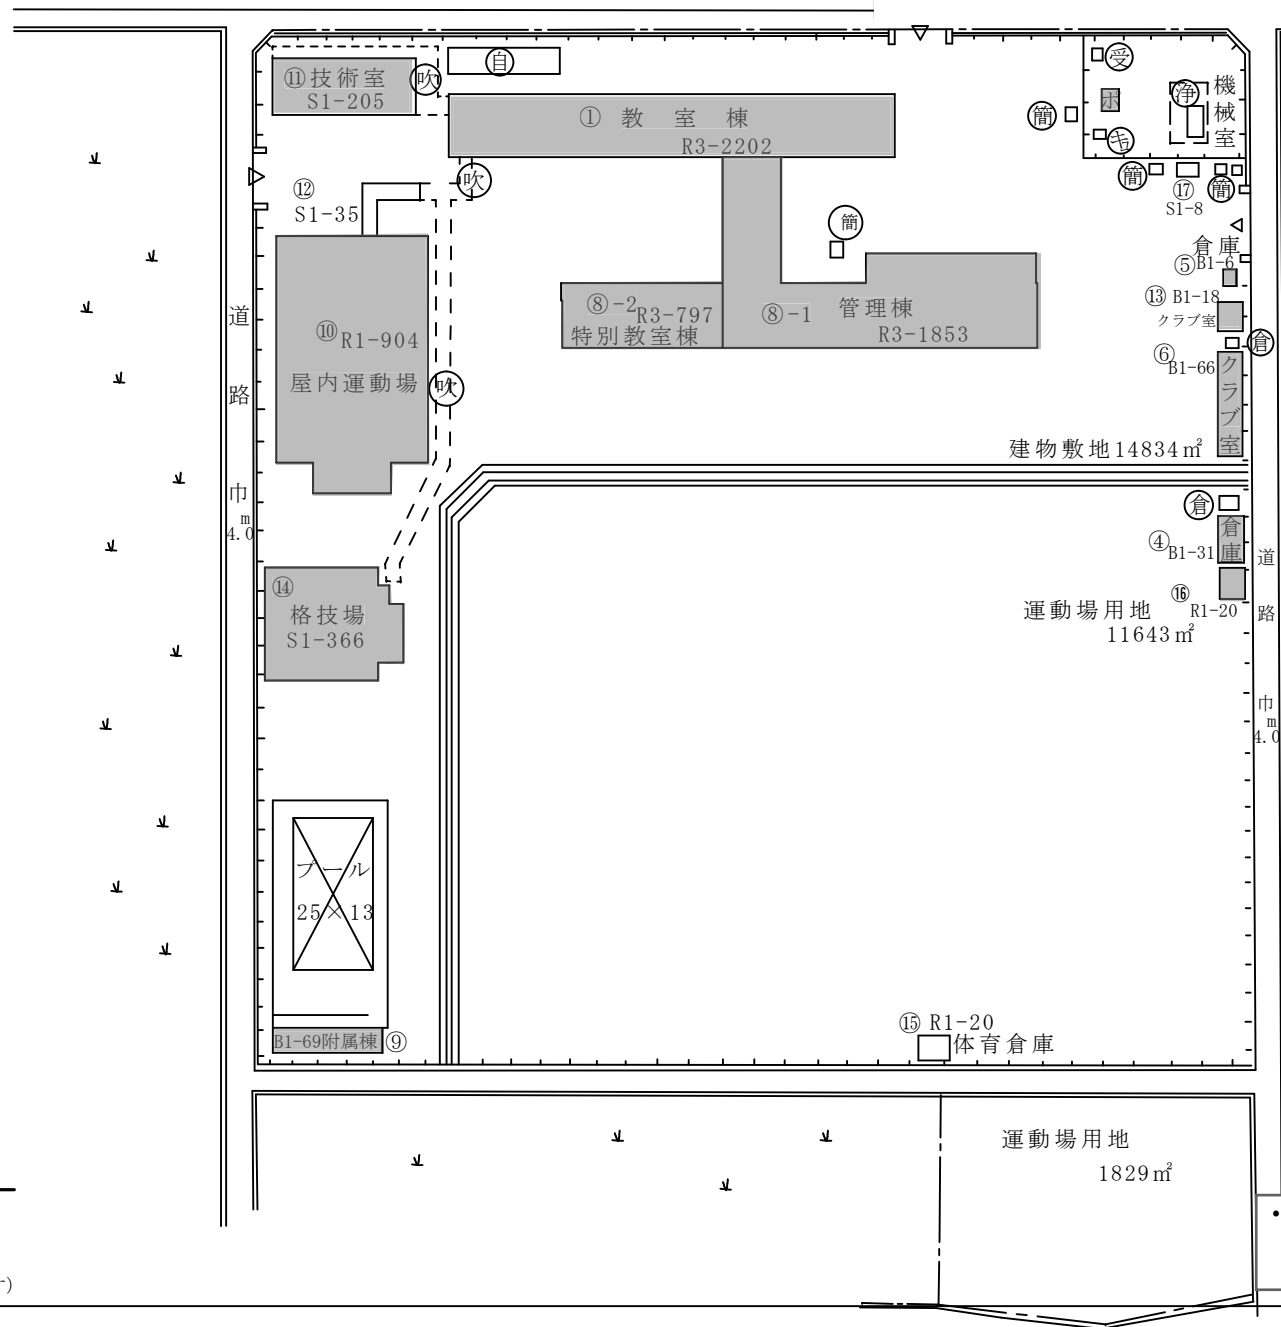 ⑪技術室
S1-205
吹
自
① 教室棟
R3-2202
受
ポ
浄
機械室
簡
簡
⑰
S1-8
簡
⑫
S1-35
吹
簡
倉庫
⑤B1-6
⑬ B1-18
クラブ室
倉
⑥
B1-66
クラブ室
道路 巾 4.0m
⑩R1-904
屋内運動場
吹
⑧-2 R3-797
特別教室棟
⑧-1 管理棟
R3-1853
建物敷地14834㎡
倉
④B1-31
倉庫
⑯
R1-20
運動場用地
11643㎡
道路 巾 4.0m
⑭
格技場
S1-366
プール
25×13
B1-69附属棟 ⑨
⑮ R1-20
体育倉庫
運動場用地
1829㎡